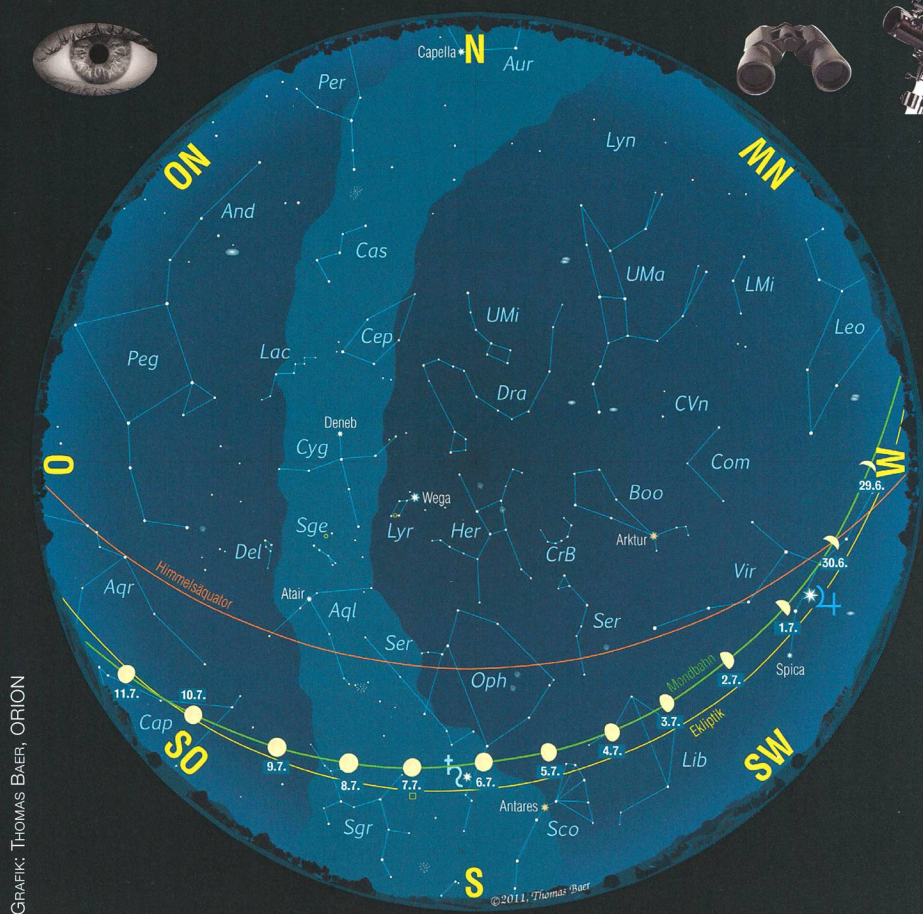 Capella
N
Aur
Per
Lyn
NO
NW
And
Cas
UMa
LMi
UMi
Cep
Leo
Lac
Peg
Dra
CVn
Deneb
Cyg
Com
O
W
29.6.
Wega
Boo
Sge
Lyr
Her
Arktur
CrB
Del
30.6.
Himmelsäquator
Vir
Aqr
Atair
Aql
1.7.
Ser
Ser
Spica
Mondbahn
2.7.
Oph
11.7.
10.7.
3.7.
Ekliptik
Cap
4.7.
SO
SW
9.7.
5.7.
Lib
8.7.
7.7.
6.7.
Antares
Sgr
Sco
S
©2011, Thomas Baer
GRAFIK: THOMAS BAER, ORION